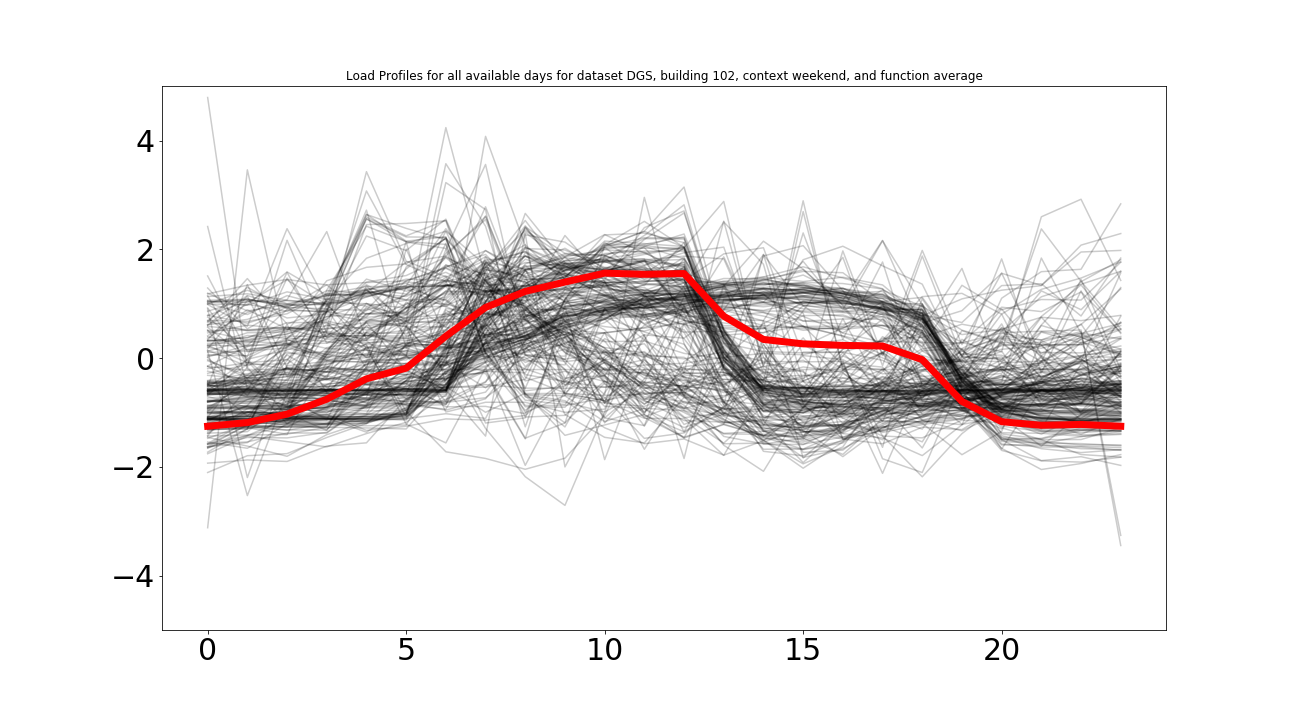 Load Profiles for all available days for dataset DGS, building 102, context weekend, and function average
4
2
0
−2
−4
0 5 10 15 20